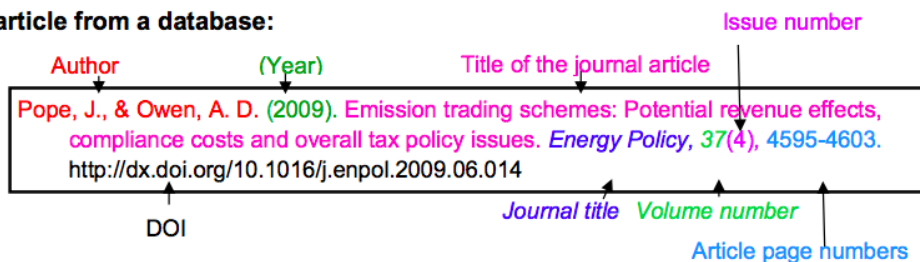 article from a database:
Issue number
Author (Year) Title of the journal article
Pope, J., & Owen, A. D. (2009). Emission trading schemes: Potential revenue effects,
compliance costs and overall tax policy issues. Energy Policy, 37(4), 4595-4603.
http://dx.doi.org/10.1016/j.enpol.2009.06.014
Journal title Volume number
DOI
Article page numbers